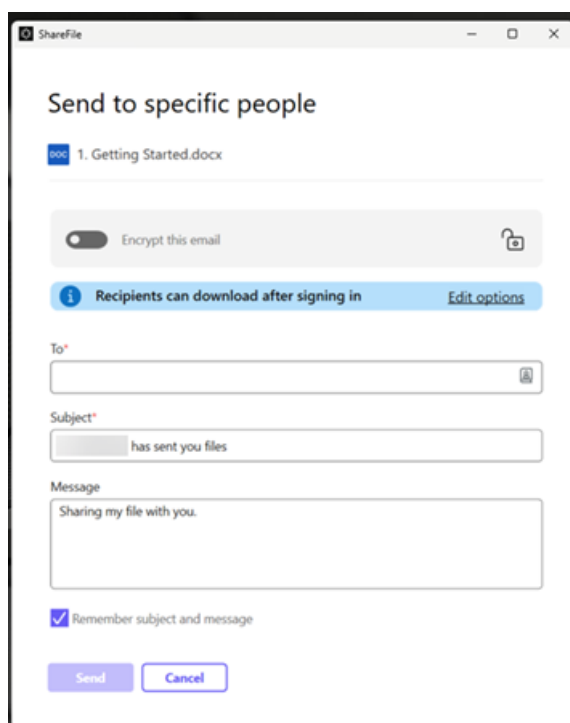 ShareFile
Send to specific people
DOC 1. Getting Started.docx
Encrypt this email
Recipients can download after signing in Edit options
To*
Subject*
has sent you files
Message
Sharing my file with you.
Remember subject and message
Send Cancel